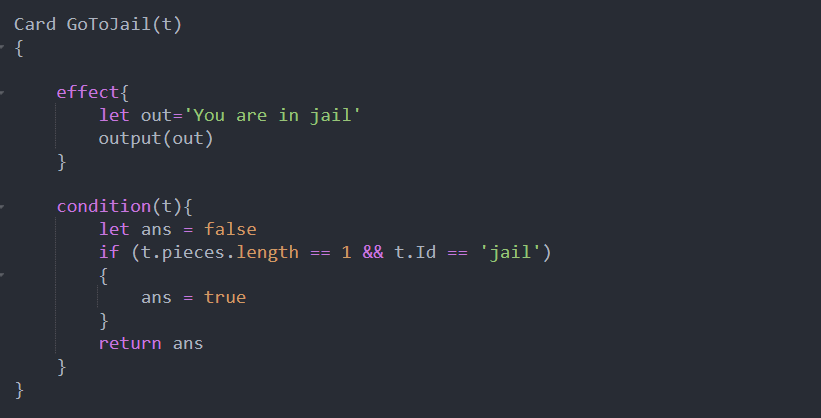 Card GoToJail(t)
{
effect{
let out='You are in jail'
output(out)
}
condition(t){
let ans = false
if (t.pieces.length == 1 && t.Id == 'jail')
{
ans = true
}
return ans
}
}